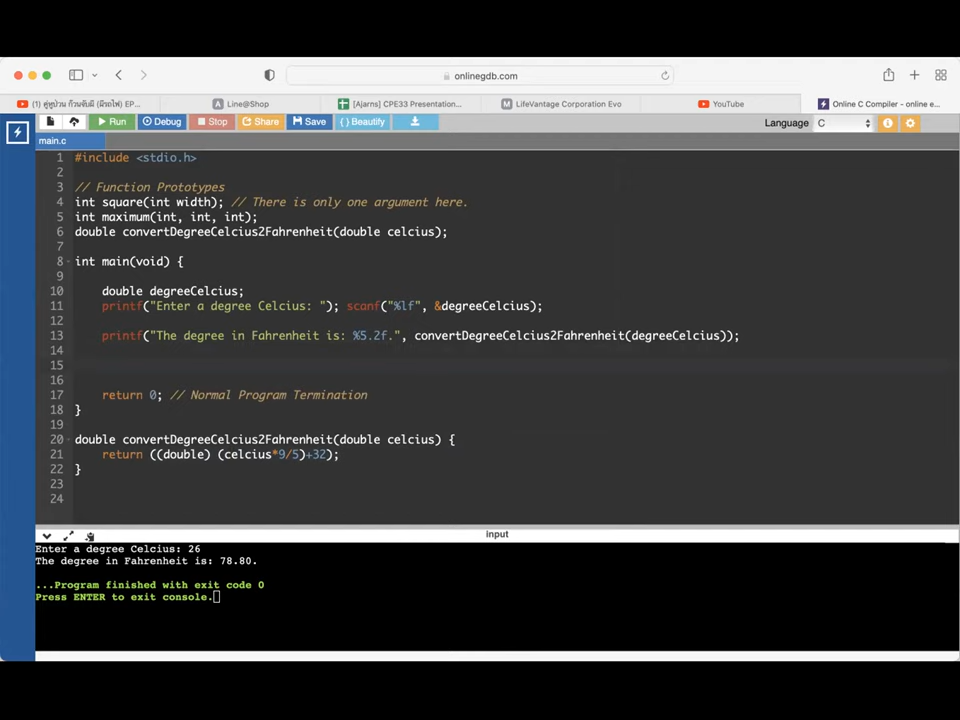 onlinegdb.com
(1) คู่หูป่วน ก๊วนจับผี (มีรถไฟ) EP...
Line@Shop
[Ajarns] CPE33 Presentation...
LifeVantage Corporation Evo
YouTube
Online C Compiler - online e...
Run Debug Stop Share Save { } Beautify Language C
main.c
1 #include <stdio.h>
2
3 // Function Prototypes
4 int square(int width); // There is only one argument here.
5 int maximum(int, int, int);
6 double convertDegreeCelcius2Fahrenheit(double celcius);
7
8 int main(void) {
9
10 double degreeCelcius;
11 printf("Enter a degree Celcius: "); scanf("%lf", &degreeCelcius);
12
13 printf("The degree in Fahrenheit is: %5.2f.", convertDegreeCelcius2Fahrenheit(degreeCelcius));
14
15
16
17 return 0; // Normal Program Termination
18 }
19
20 double convertDegreeCelcius2Fahrenheit(double celcius) {
21 return ((double) (celcius*9/5)+32);
22 }
23
24
input
Enter a degree Celcius: 26
The degree in Fahrenheit is: 78.80.
...Program finished with exit code 0
Press ENTER to exit console.